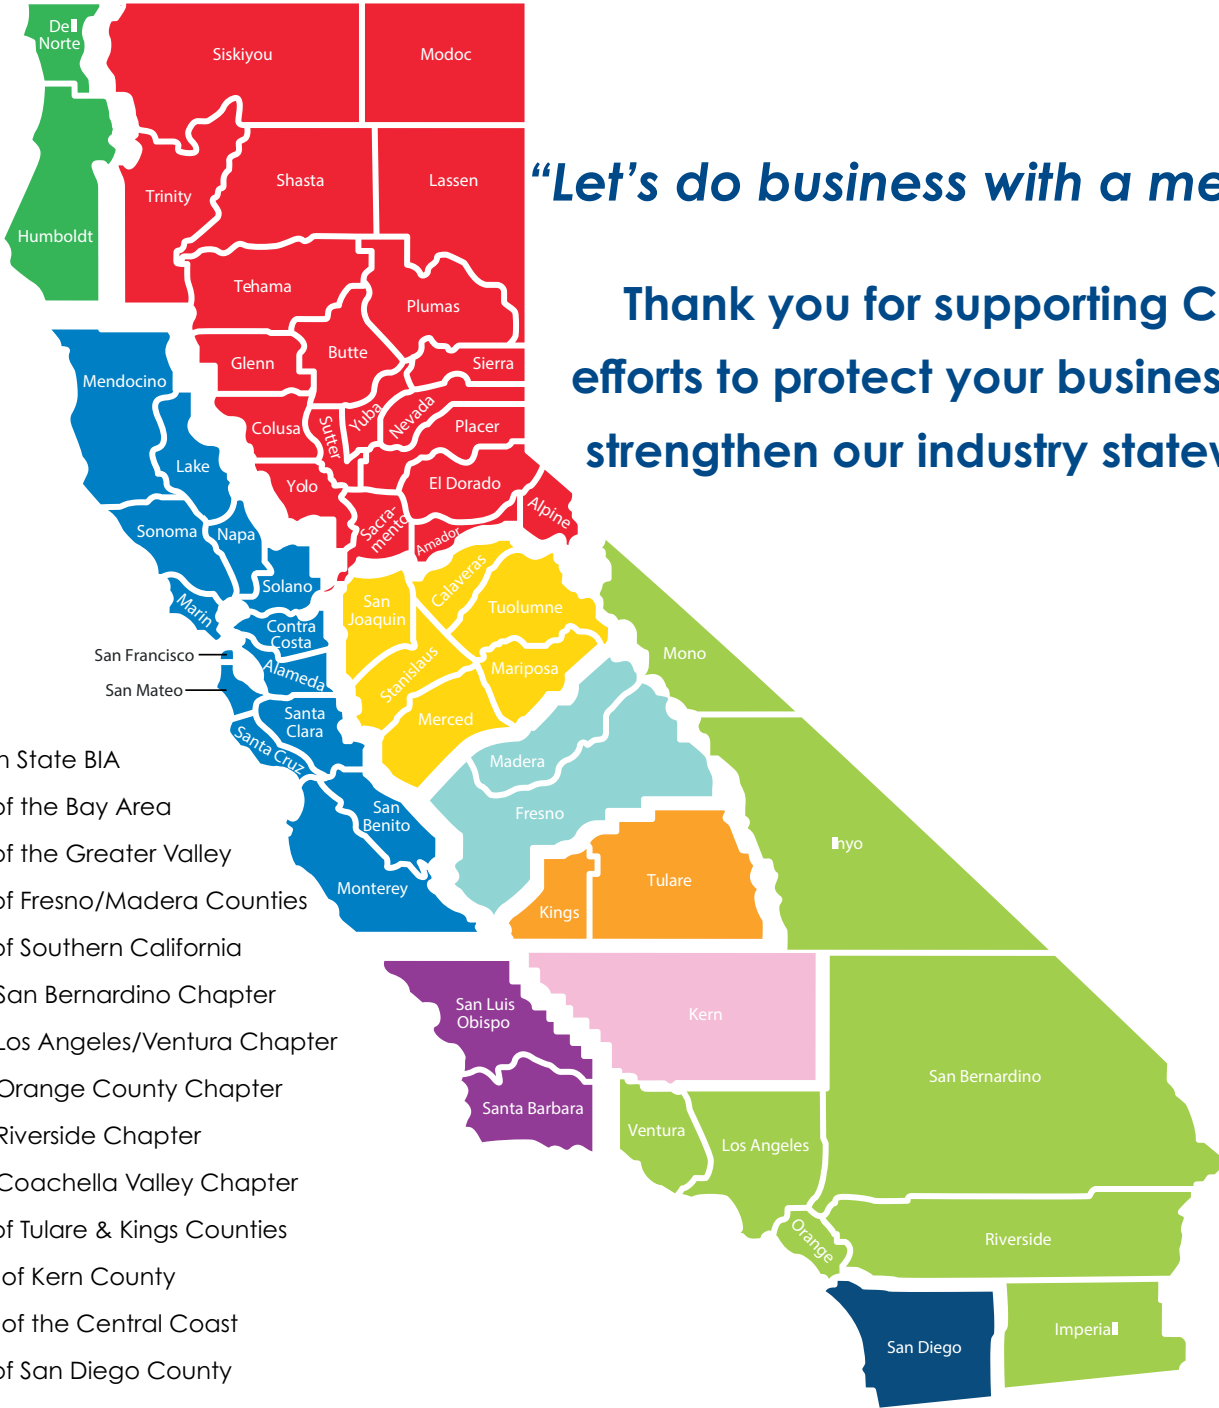 De
Norte
Siskiyou
Modoc
Trinity
Shasta
Lassen
"Let's do business with a me
Humboldt
Tehama
Plumas
Thank you for supporting C
Glenn
Butte
Sierra
Mendocino
efforts to protect your busines
Colusa
Sutter
Yuba
Nevada
Placer
Lake
strengthen our industry statew
Yolo
El Dorado
Sonoma
Napa
Sacra-
mento
Amador
Alpine
Solano
Calaveras
Marin
San
Joaquin
Tuolumne
Contra
Costa
San Francisco
Alameda
Stanislaus
Mariposa
Mono
San Mateo
Santa
Clara
Merced
Santa Cruz
Madera
n State BIA
of the Bay Area
San
Benito
Fresno
nyo
of the Greater Valley
Monterey
Tulare
of Fresno/Madera Counties
Kings
of Southern California
San Bernardino Chapter
San Luis
Obispo
Kern
Los Angeles/Ventura Chapter
San Bernardino
Orange County Chapter
Santa Barbara
Riverside Chapter
Ventura
Los Angeles
Coachella Valley Chapter
of Tulare & Kings Counties
Orange
Riverside
of Kern County
of the Central Coast
San Diego
Imperia
of San Diego County